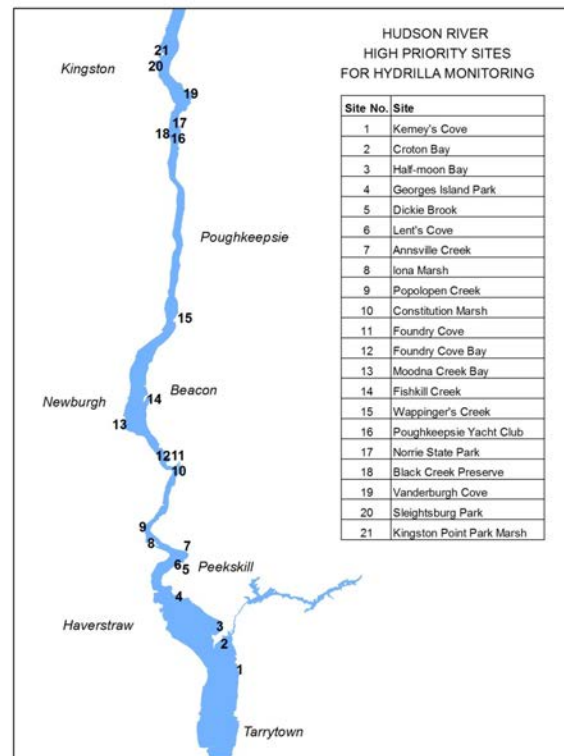 HUDSON RIVER
HIGH PRIORITY SITES
FOR HYDRILLA MONITORING
Site No. Site
1 Kemey's Cove
2 Croton Bay
3 Half-moon Bay
4 Georges Island Park
5 Dickie Brook
6 Lent's Cove
7 Annsville Creek
8 Iona Marsh
9 Popolopen Creek
10 Constitution Marsh
11 Foundry Cove
12 Foundry Cove Bay
13 Moodna Creek Bay
14 Fishkill Creek
15 Wappinger's Creek
16 Poughkeepsie Yacht Club
17 Norrie State Park
18 Black Creek Preserve
19 Vanderburgh Cove
20 Sleightsburg Park
21 Kingston Point Park Marsh
21
Kingston 20
19
17
18 16
Poughkeepsie
15
Beacon
Newburgh 14
13
12 11
10
9
8 7
6 5 Peekskill
4
Haverstraw 3
2
1
Tarrytown